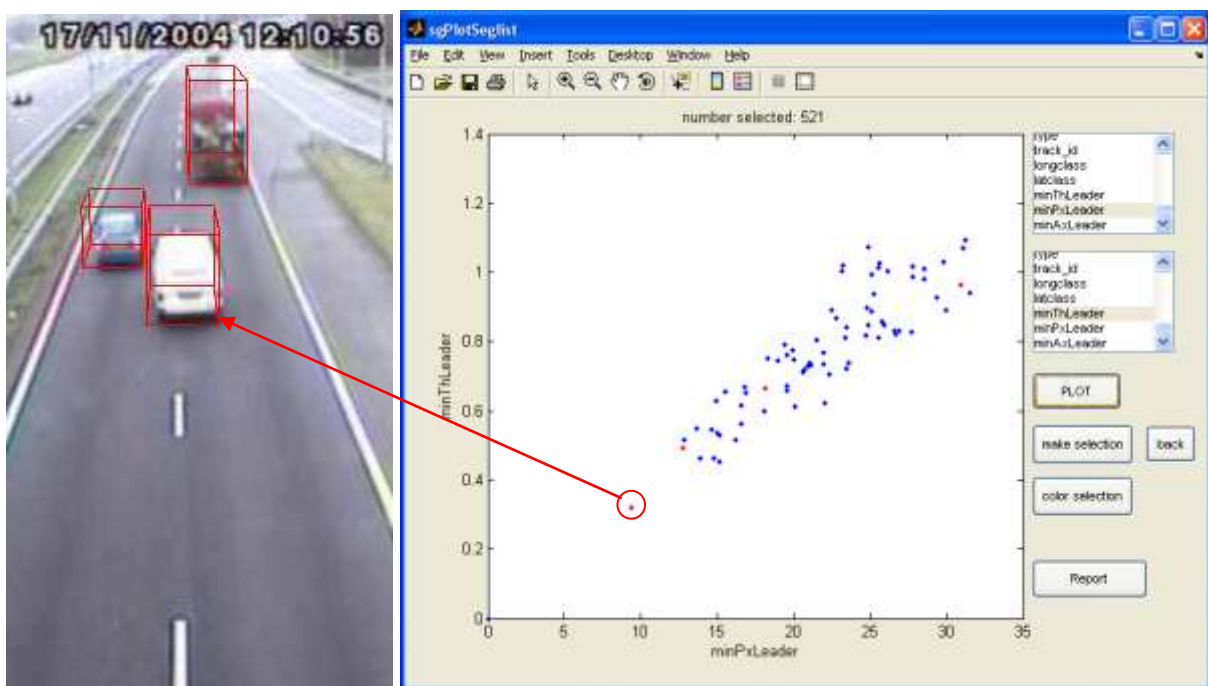 17/11/2004 12:10:56
sgPlotSeglist
File Edit View Insert Tools Desktop Window Help
number selected: 521
type
track_id
longclass
latclass
minThLeader
minPxLeader
minAxLeader
type
track_id
longclass
latclass
minThLeader
minPxLeader
minAxLeader
PLOT
make selection
back
color selection
Report
1.4
1.2
1
0.8
0.6
0.4
0.2
0
minThLeader
0 5 10 15 20 25 30 35
minPxLeader